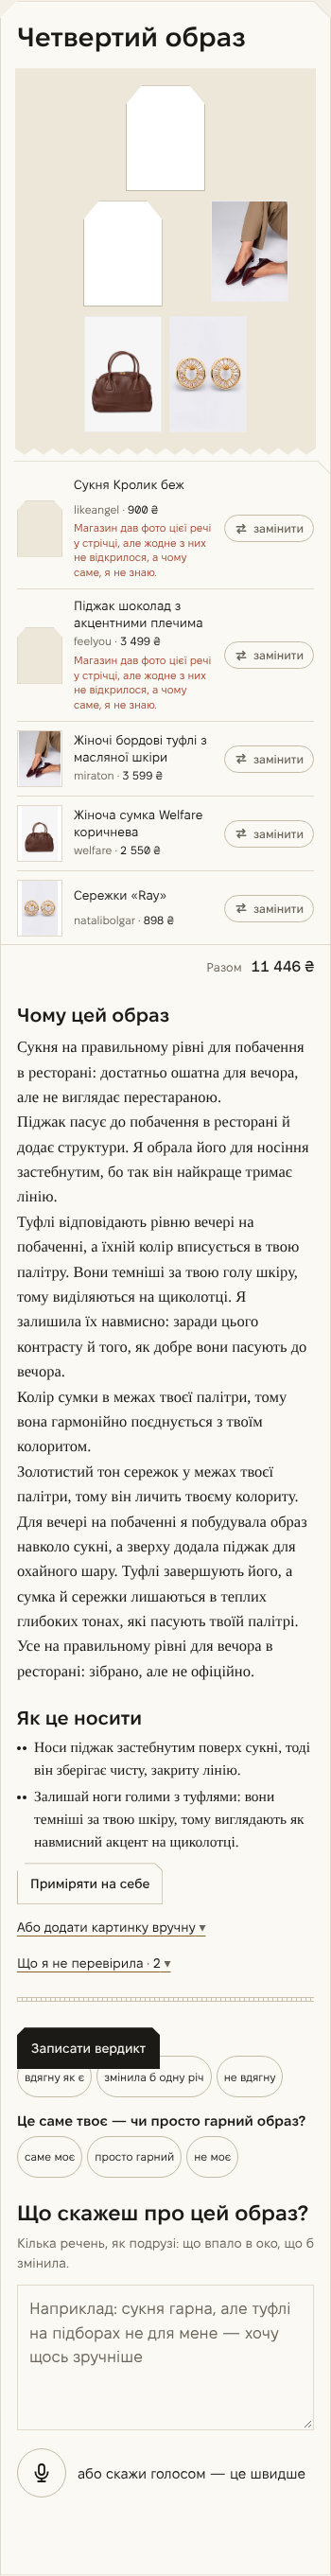 Четвертий образ
Сукня Кролик беж
likeangel · 900 ₴
Магазин дав фото цієї речі
у стрічці, але жодне з них
не відкрилося, а чому
саме, я не знаю.
замінити
Піджак шоколад з
акцентними плечима
feelyou · 3 499 ₴
Магазин дав фото цієї речі
у стрічці, але жодне з них
не відкрилося, а чому
саме, я не знаю.
замінити
Жіночі бордові туфлі з
масляної шкіри
miraton · 3 599 ₴
замінити
Жіноча сумка Welfare
коричнева
welfare · 2 550 ₴
замінити
Сережки «Ray»
natalibolgar · 898 ₴
замінити
Разом 11 446 ₴
Чому цей образ
Сукня на правильному рівні для побачення
в ресторані: достатньо ошатна для вечора,
але не виглядає перестараною.
Піджак пасує до побачення в ресторані й
додає структури. Я обрала його для носіння
застебнутим, бо так він найкраще тримає
лінію.
Туфлі відповідають рівню вечері на
побаченні, а їхній колір вписується в твою
палітру. Вони темніші за твою голу шкіру,
тому виділяються на щиколотці. Я
залишила їх навмисно: заради цього
контрасту й того, як добре вони пасують до
вечора.
Колір сумки в межах твоєї палітри, тому
вона гармонійно поєднується з твоїм
колоритом.
Золотистий тон сережок у межах твоєї
палітри, тому він личить твоєму колориту.
Для вечері на побаченні я побудувала образ
навколо сукні, а зверху додала піджак для
охайного шару. Туфлі завершують його, а
сумка й сережки лишаються в теплих
глибоких тонах, які пасують твоїй палітрі.
Усе на правильному рівні для вечора в
ресторані: зібрано, але не офіційно.
Як це носити
Носи піджак застебнутим поверх сукні, тоді
він зберігає чисту, закриту лінію.
Залишай ноги голими з туфлями: вони
темніші за твою шкіру, тому виглядають як
навмисний акцент на щиколотці.
Приміряти на себе
Або додати картинку вручну ▾
Що я не перевірила · 2 ▾
Записати вердикт
вдягну як є
змінила б одну річ
не вдягну
Це саме твоє — чи просто гарний образ?
саме моє
просто гарний
не моє
Що скажеш про цей образ?
Кілька речень, як подрузі: що впало в око, що б
змінила.
Наприклад: сукня гарна, але туфлі
на підборах не для мене — хочу
щось зручніше
або скажи голосом — це швидше